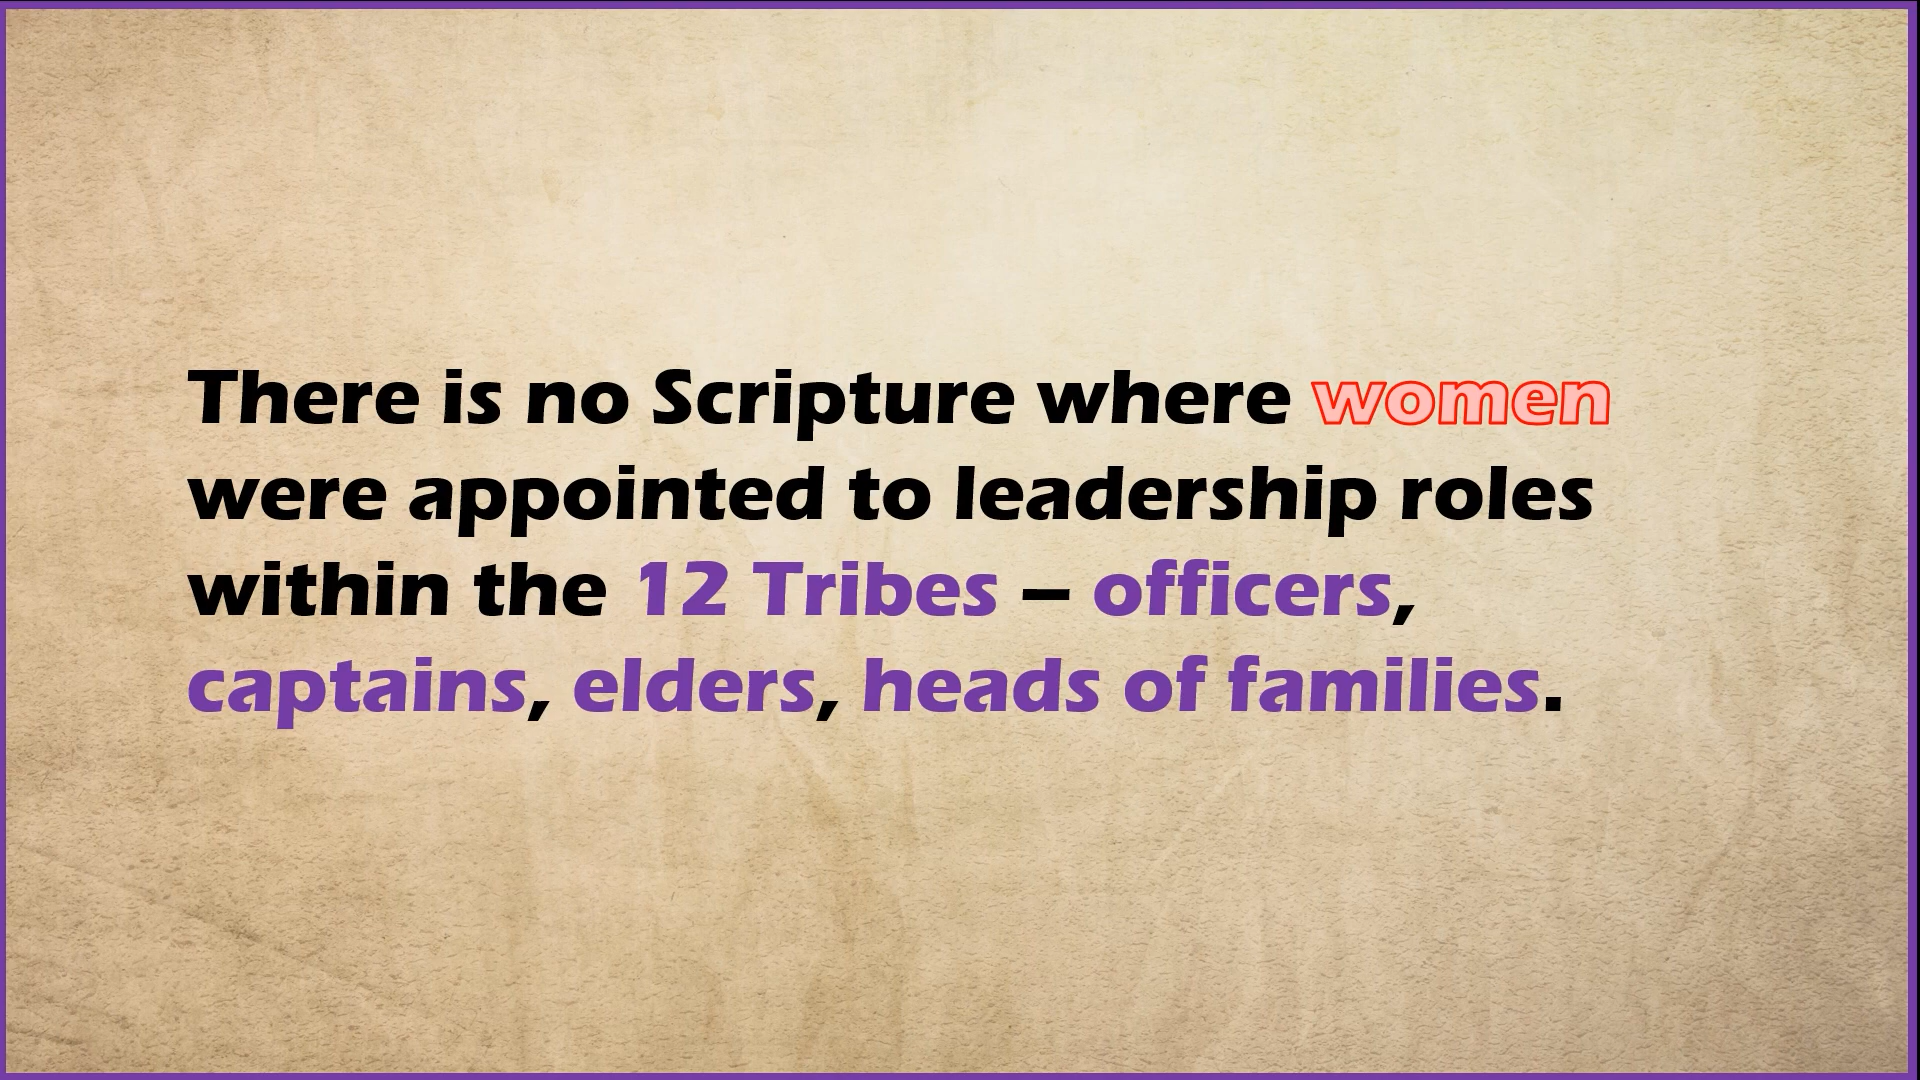 There is no Scripture where women
were appointed to leadership roles
within the 12 Tribes – officers,
captains, elders, heads of families.